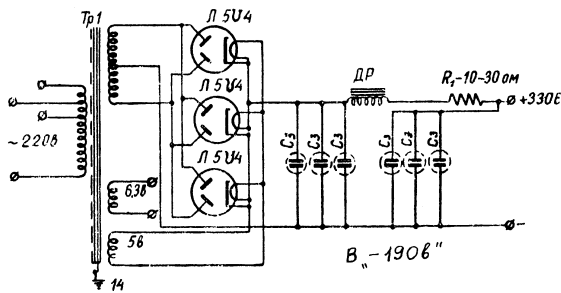 Тр1
Л 5U4
Л 5U4
Л 5U4
~220в
6,3в
5в
14
ДР
R₁-10-30 ом
+330в
С3
С3
С3
С3
С3
С3
−
В „−190в"